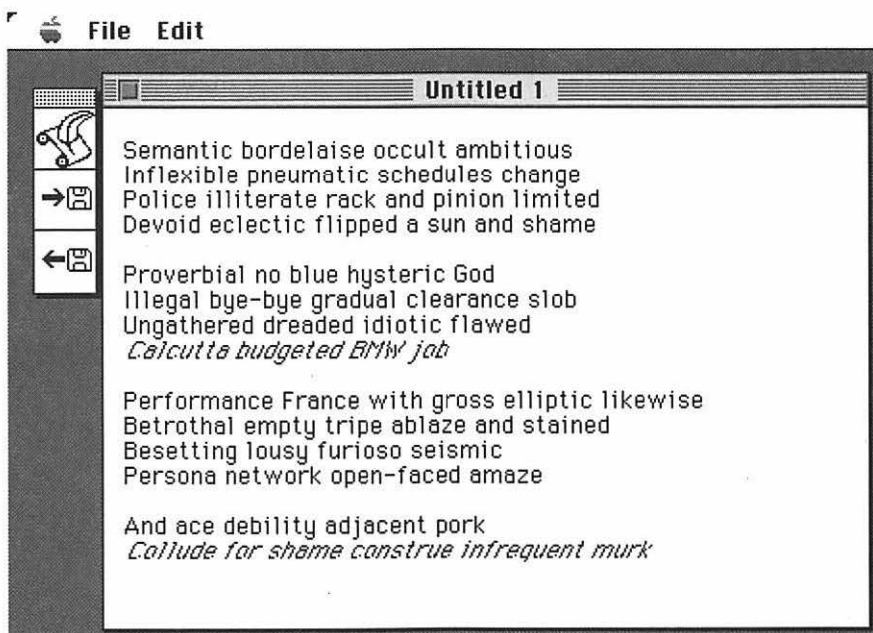 File Edit
Untitled 1
Semantic bordelaise occult ambitious
Inflexible pneumatic schedules change
Police illiterate rack and pinion limited
Devoid eclectic flipped a sun and shame
Proverbial no blue hysteric God
Illegal bye-bye gradual clearance slob
Ungathered dreaded idiotic flawed
Calcutta budgeted BMW job
Performance France with gross elliptic likewise
Betrothal empty tripe ablaze and stained
Besetting lousy furioso seismic
Persona network open-faced amaze
And ace debility adjacent pork
Collude for shame construe infrequent murk